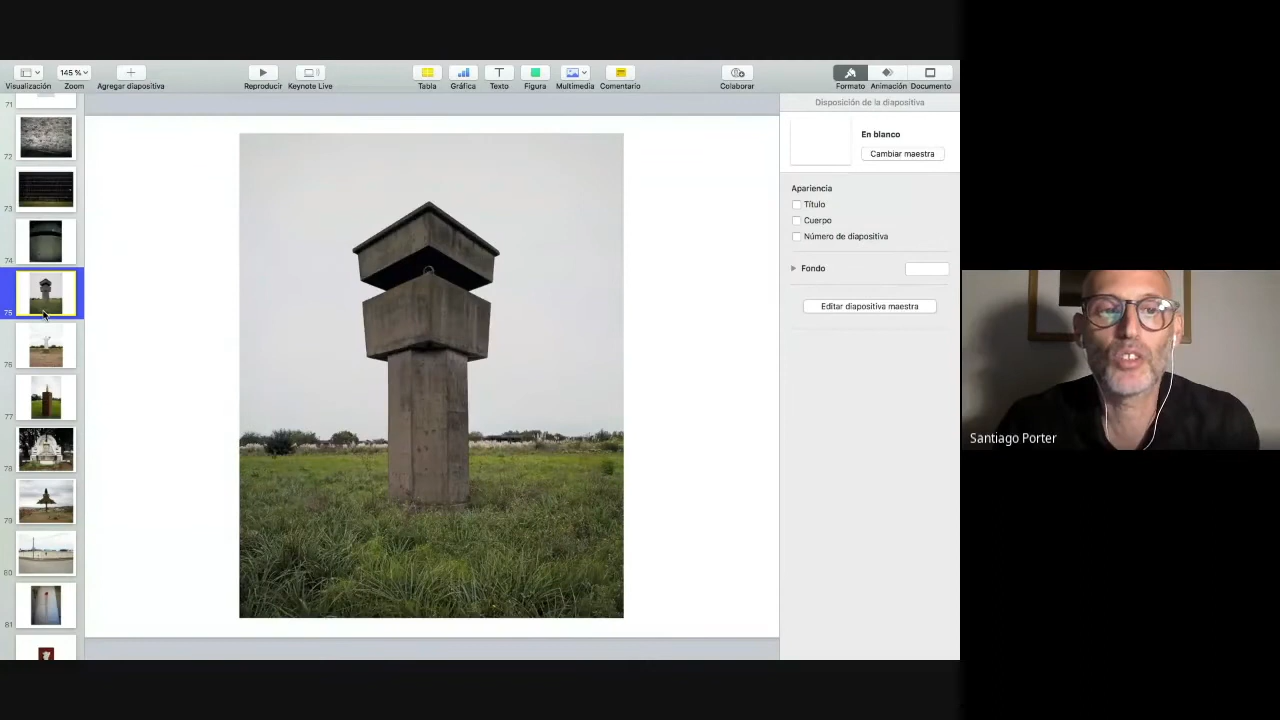 145 %
Visualización Zoom Agregar diapositiva Reproducir Keynote Live Tabla Gráfica Texto Figura Multimedia Comentario Colaborar Formato Animación Documento
Disposición de la diapositiva
En blanco
Cambiar maestra
Apariencia
Título
Cuerpo
Número de diapositiva
Fondo
Editar diapositiva maestra
71
72
73
74
75
76
77
78
79
80
81
Santiago Porter